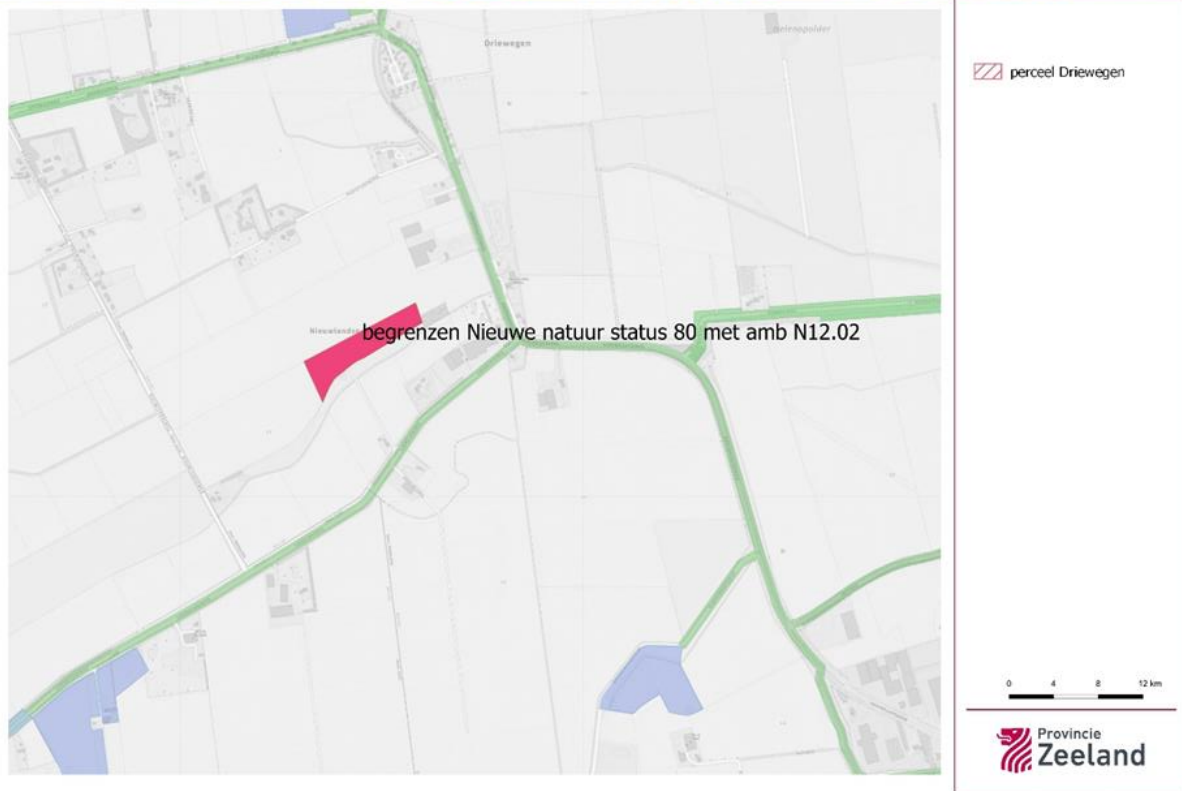 Driewegen
Helenapolder
perceel Driewegen
begrenzen Nieuwe natuur status 80 met amb N12.02
0 4 8 12 km
Provincie
Zeeland